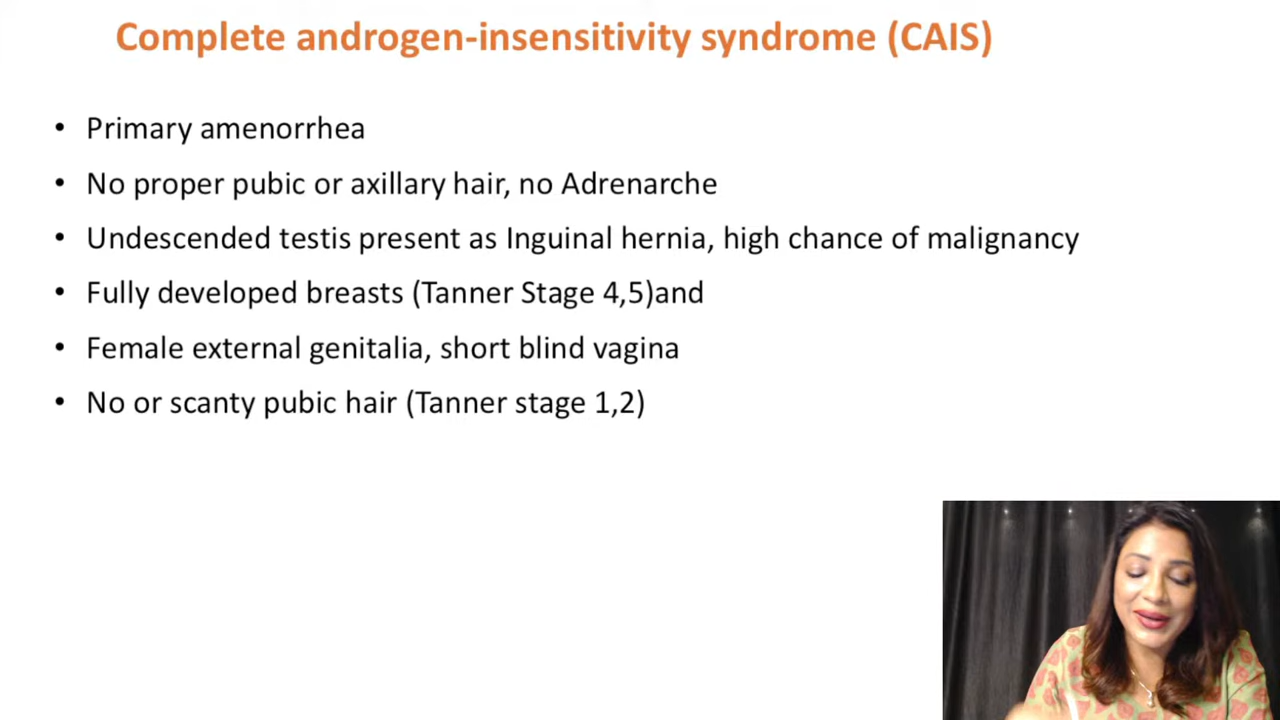 Complete androgen-insensitivity syndrome (CAIS)
• Primary amenorrhea
• No proper pubic or axillary hair, no Adrenarche
• Undescended testis present as Inguinal hernia, high chance of malignancy
• Fully developed breasts (Tanner Stage 4,5)and
• Female external genitalia, short blind vagina
• No or scanty pubic hair (Tanner stage 1,2)